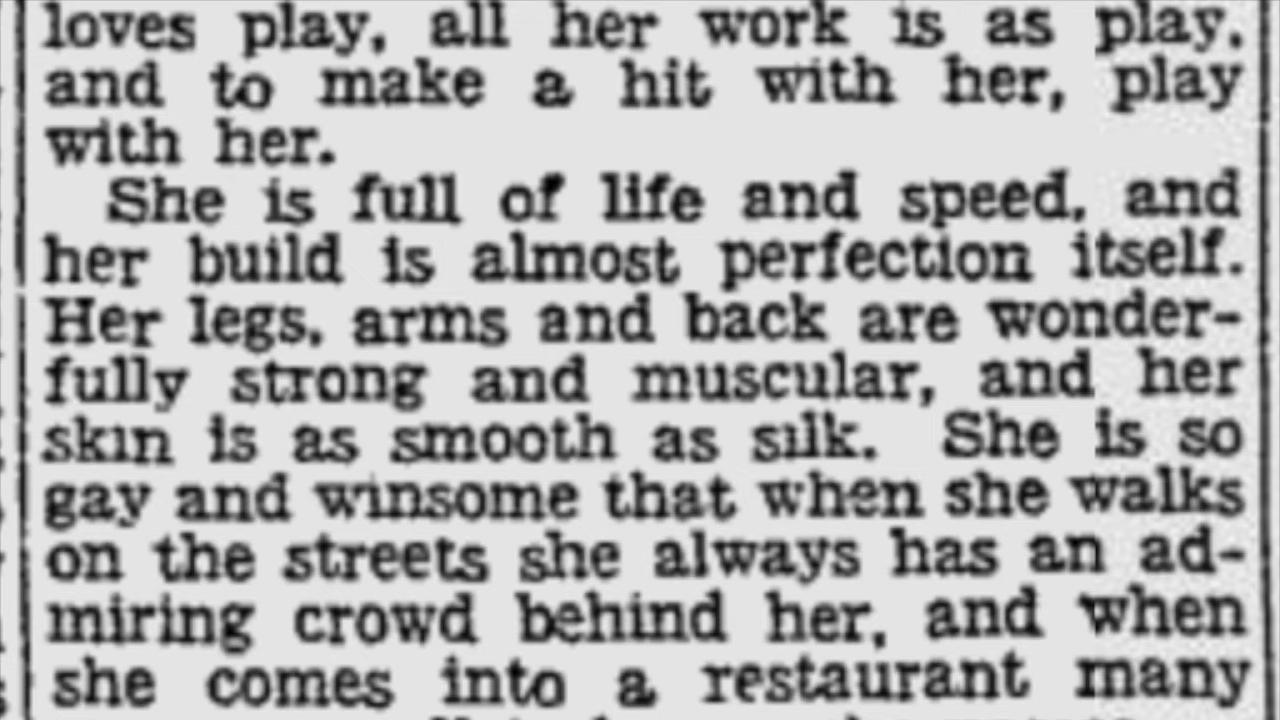 loves play, all her work is as play,
and to make a hit with her, play
with her.
She is full of life and speed, and
her build is almost perfection itself.
Her legs, arms and back are wonder-
fully strong and muscular, and her
skin is as smooth as silk. She is so
gay and winsome that when she walks
on the streets she always has an ad-
miring crowd behind her, and when
she comes into a restaurant many